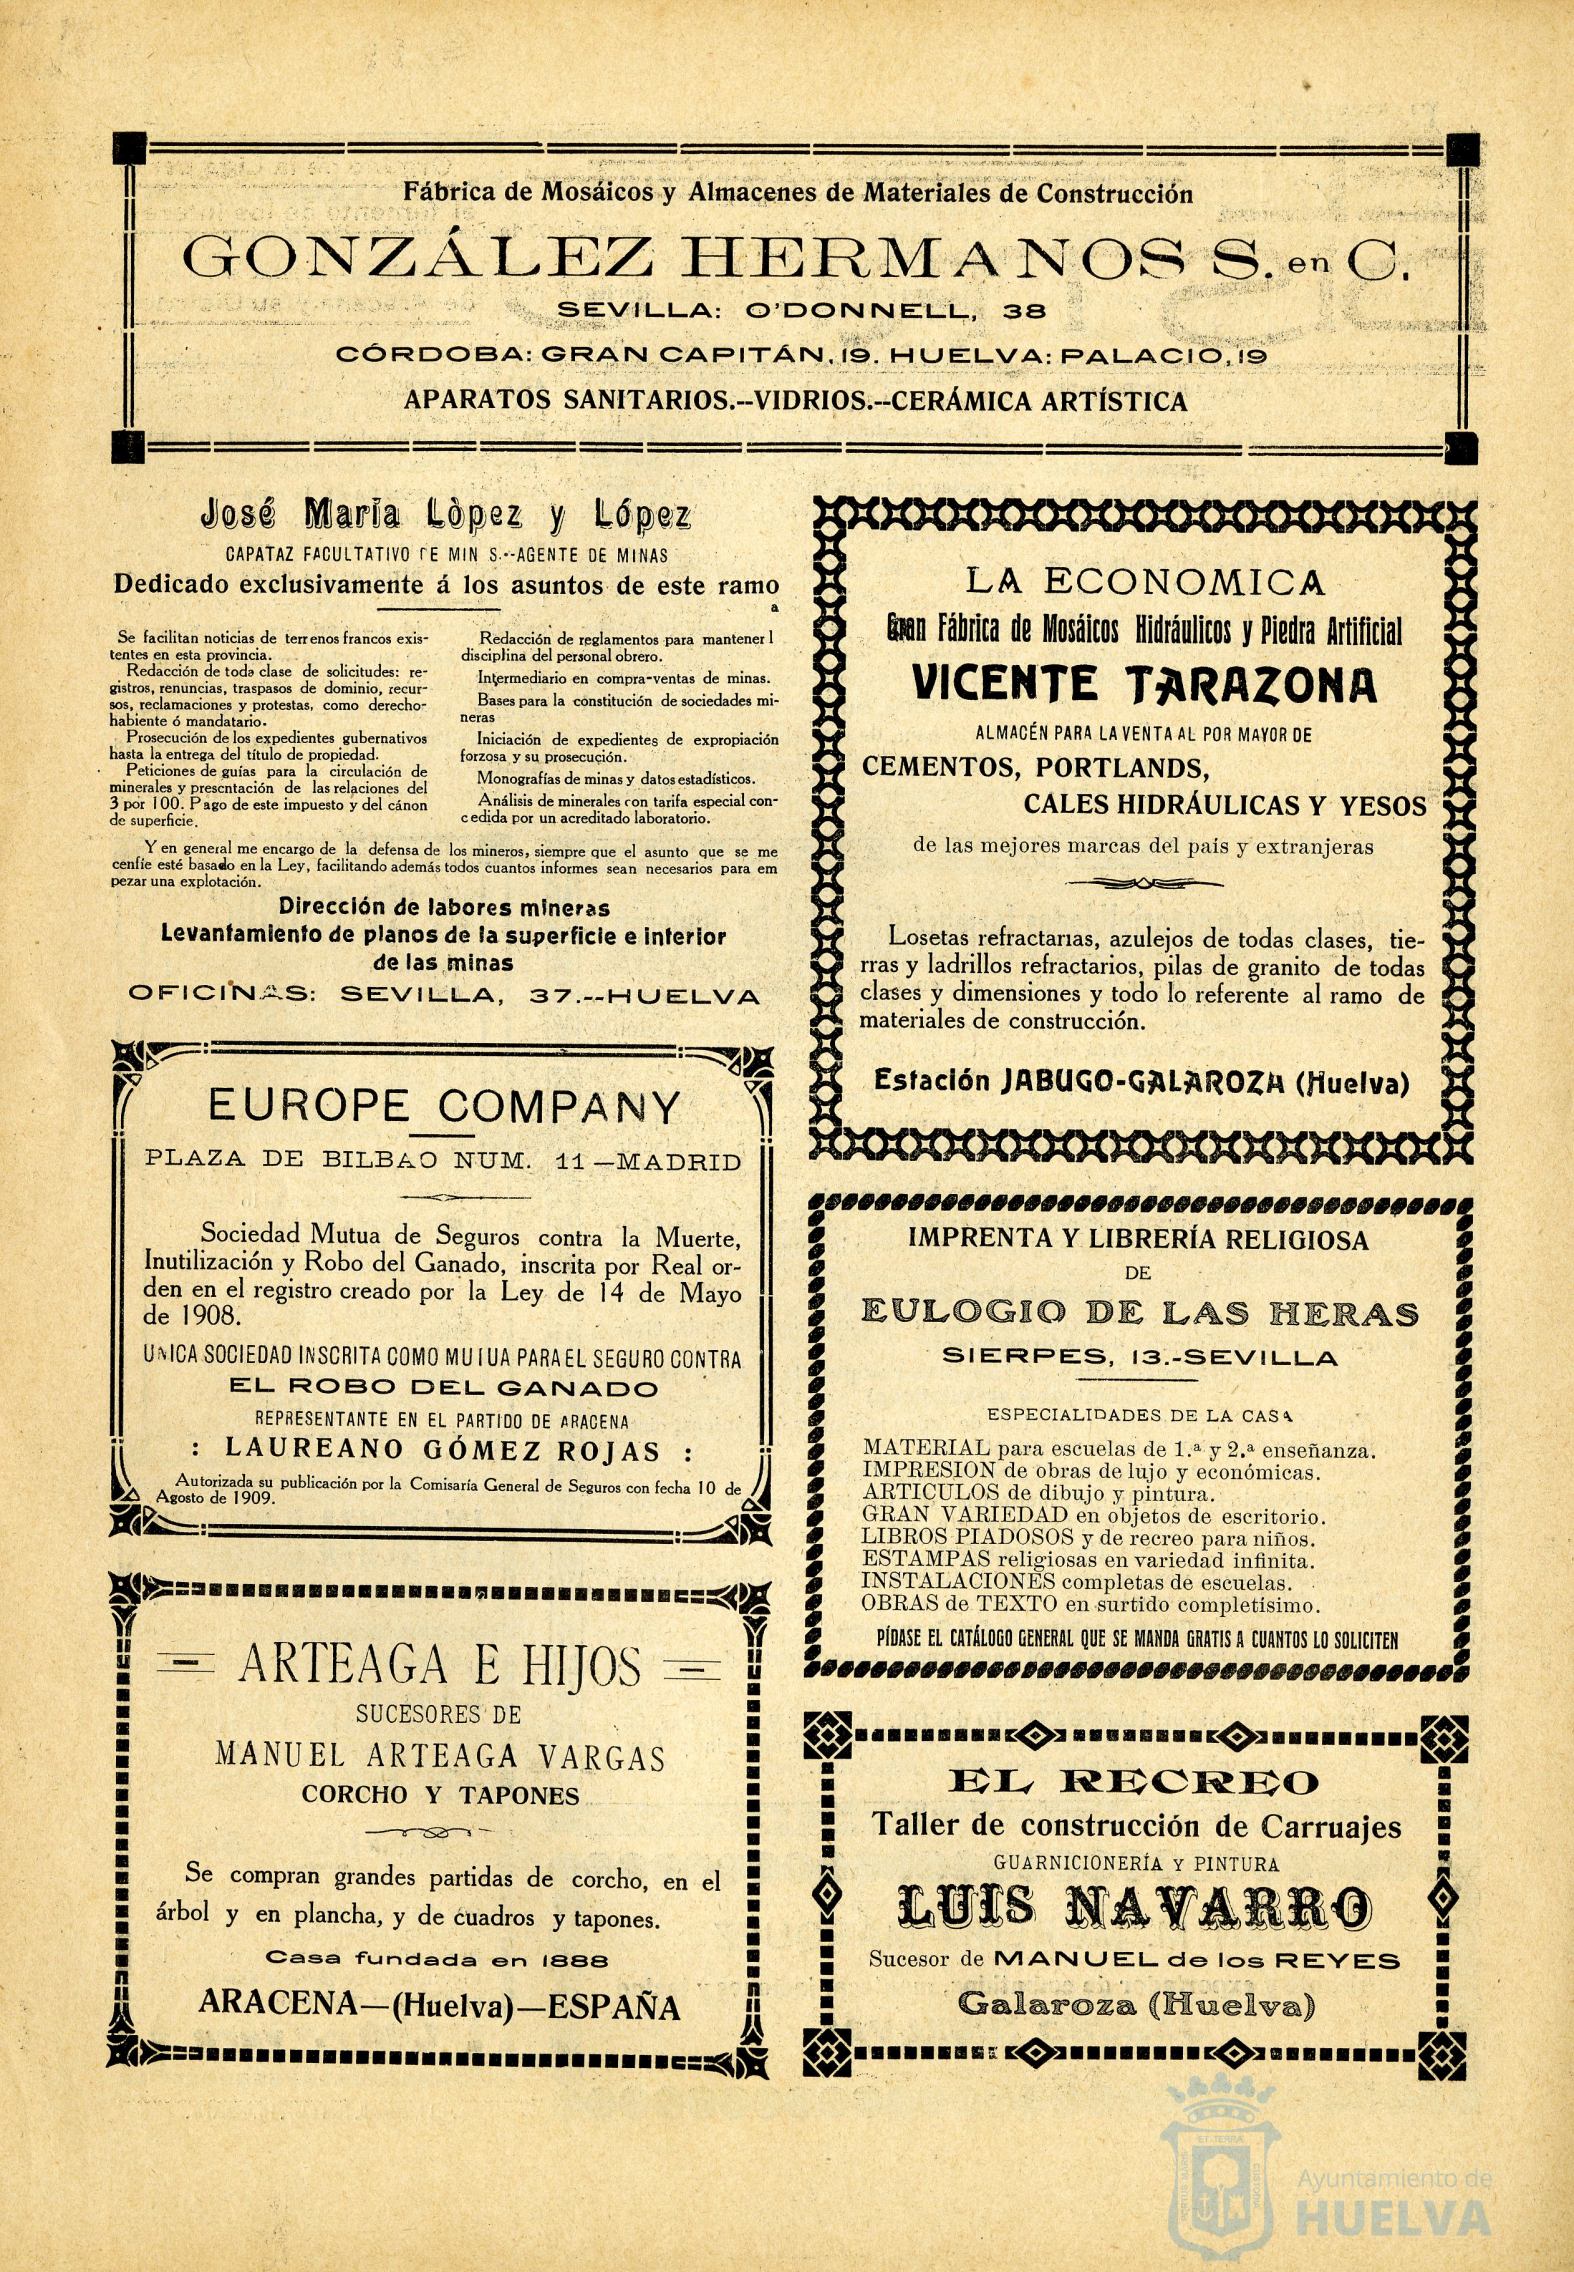 Fábrica de Mosáicos y Almacenes de Materiales de Construcción
GONZÁLEZ HERMANOS S. en C.
SEVILLA: O'DONNELL, 38
CÓRDOBA: GRAN CAPITÁN, 19. HUELVA: PALACIO, 19
APARATOS SANITARIOS.--VIDRIOS.--CERÁMICA ARTÍSTICA
José María Lòpez y López
CAPATAZ FACULTATIVO DE MIN S.--AGENTE DE MINAS
Dedicado exclusivamente á los asuntos de este ramo
a
Se facilitan noticias de terrenos francos exis-
tentes en esta provincia.
Redacción de toda clase de solicitudes: re-
gistros, renuncias, traspasos de dominio, recur-
sos, reclamaciones y protestas, como derecho-
habiente ó mandatario.
Prosecución de los expedientes gubernativos
hasta la entrega del título de propiedad.
Peticiones de guías para la circulación de
minerales y presentación de las relaciones del
3 por 100. Pago de este impuesto y del cánon
de superficie.
Redacción de reglamentos para mantener l
disciplina del personal obrero.
Intermediario en compra-ventas de minas.
Bases para la constitución de sociedades mi-
neras
Iniciación de expedientes de expropiación
forzosa y su prosecución.
Monografías de minas y datos estadísticos.
Análisis de minerales con tarifa especial con-
cedida por un acreditado laboratorio.
Y en general me encargo de la defensa de los mineros, siempre que el asunto que se me
confíe esté basado en la Ley, facilitando además todos cuantos informes sean necesarios para em
pezar una explotación.
Dirección de labores mineras
Levantamiento de planos de la superficie e interior
de las minas
OFICINAS: SEVILLA, 37.--HUELVA
EUROPE COMPANY
PLAZA DE BILBAO NUM. 11—MADRID
Sociedad Mutua de Seguros contra la Muerte,
Inutilización y Robo del Ganado, inscrita por Real or-
den en el registro creado por la Ley de 14 de Mayo
de 1908.
UNICA SOCIEDAD INSCRITA COMO MUTUA PARA EL SEGURO CONTRA
EL ROBO DEL GANADO
REPRESENTANTE EN EL PARTIDO DE ARACENA
: LAUREANO GÓMEZ ROJAS :
Autorizada su publicación por la Comisaría General de Seguros con fecha 10 de
Agosto de 1909.
ARTEAGA E HIJOS
SUCESORES DE
MANUEL ARTEAGA VARGAS
CORCHO Y TAPONES
Se compran grandes partidas de corcho, en el
árbol y en plancha, y de cuadros y tapones.
Casa fundada en 1888
ARACENA—(Huelva)—ESPAÑA
LA ECONOMICA
Gran Fábrica de Mosáicos Hidráulicos y Piedra Artificial
VICENTE TARAZONA
ALMACÉN PARA LA VENTA AL POR MAYOR DE
CEMENTOS, PORTLANDS,
CALES HIDRÁULICAS Y YESOS
de las mejores marcas del país y extranjeras
Losetas refractarias, azulejos de todas clases, tie-
rras y ladrillos refractarios, pilas de granito de todas
clases y dimensiones y todo lo referente al ramo de
materiales de construcción.
Estación JABUGO-GALAROZA (Huelva)
IMPRENTA Y LIBRERÍA RELIGIOSA
DE
EULOGIO DE LAS HERAS
SIERPES, 13.-SEVILLA
ESPECIALIDADES DE LA CASA
MATERIAL para escuelas de 1.ª y 2.ª enseñanza.
IMPRESION de obras de lujo y económicas.
ARTICULOS de dibujo y pintura.
GRAN VARIEDAD en objetos de escritorio.
LIBROS PIADOSOS y de recreo para niños.
ESTAMPAS religiosas en variedad infinita.
INSTALACIONES completas de escuelas.
OBRAS de TEXTO en surtido completísimo.
PÍDASE EL CATÁLOGO GENERAL QUE SE MANDA GRATIS A CUANTOS LO SOLICITEN
EL RECREO
Taller de construcción de Carruajes
GUARNICIONERÍA Y PINTURA
LUIS NAVARRO
Sucesor de MANUEL de los REYES
Galaroza (Huelva)
Ayuntamiento de
HUELVA